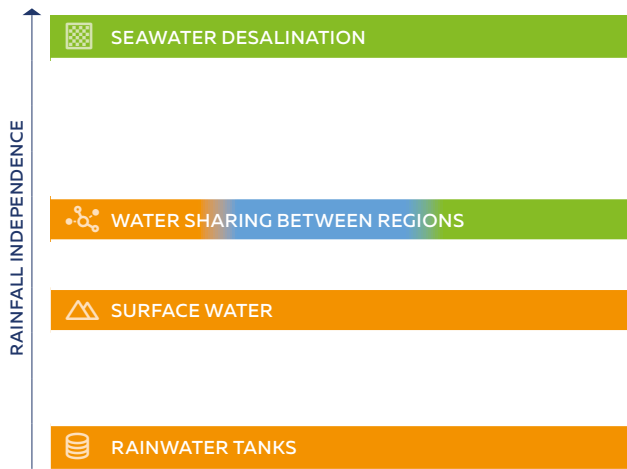 RAINFALL INDEPENDENCE
SEAWATER DESALINATION
WATER SHARING BETWEEN REGIONS
SURFACE WATER
RAINWATER TANKS